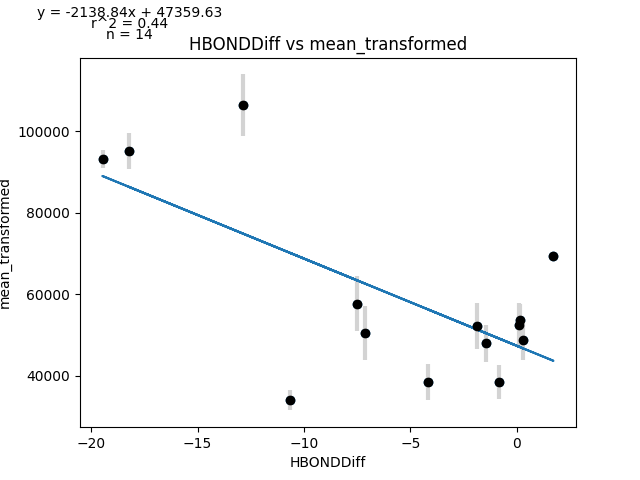 y = -2138.84x + 47359.63
r^2 = 0.44
n = 14
HBONDDiff vs mean_transformed
100000
80000
60000
40000
mean_transformed
−20
−15
−10
−5
0
HBONDDiff